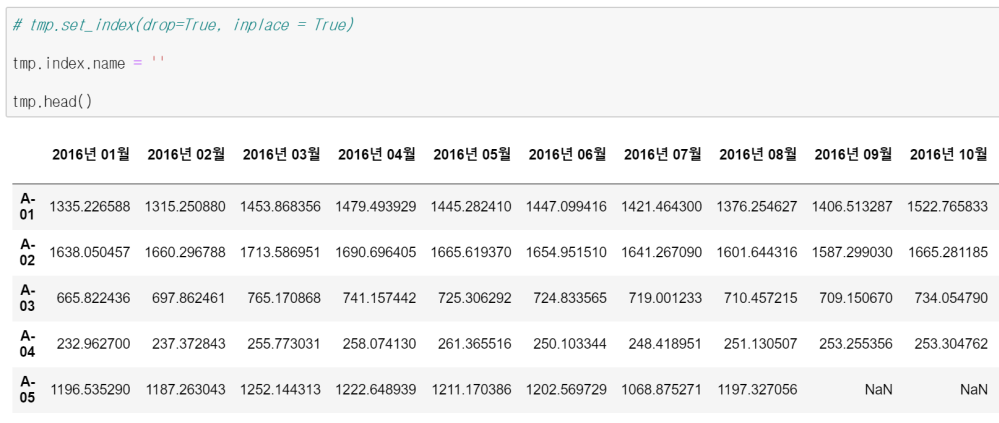 # tmp.set_index(drop=True, inplace = True)
tmp.index.name = ''
tmp.head()
2016년 01월 2016년 02월 2016년 03월 2016년 04월 2016년 05월 2016년 06월 2016년 07월 2016년 08월 2016년 09월 2016년 10월
A-01 1335.226588 1315.250880 1453.868356 1479.493929 1445.282410 1447.099416 1421.464300 1376.254627 1406.513287 1522.765833
A-02 1638.050457 1660.296788 1713.586951 1690.696405 1665.619370 1654.951510 1641.267090 1601.644316 1587.299030 1665.281185
A-03 665.822436 697.862461 765.170868 741.157442 725.306292 724.833565 719.001233 710.457215 709.150670 734.054790
A-04 232.962700 237.372843 255.773031 258.074130 261.365516 250.103344 248.418951 251.130507 253.255356 253.304762
A-05 1196.535290 1187.263043 1252.144313 1222.648939 1211.170386 1202.569729 1068.875271 1197.327056 NaN NaN